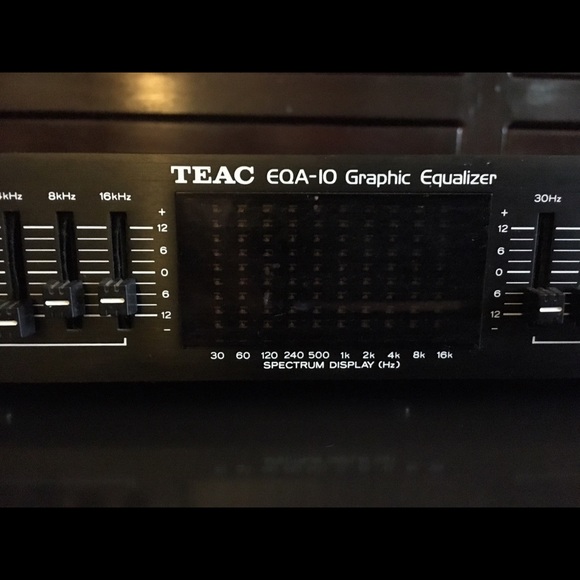 TEAC EQA-10 Graphic Equalizer
kHz 8kHz 16kHz 30Hz
+ +
12 12
6 6
0 0
6 6
12 12
- -
30 60 120 240 500 1k 2k 4k 8k 16k
SPECTRUM DISPLAY (Hz)